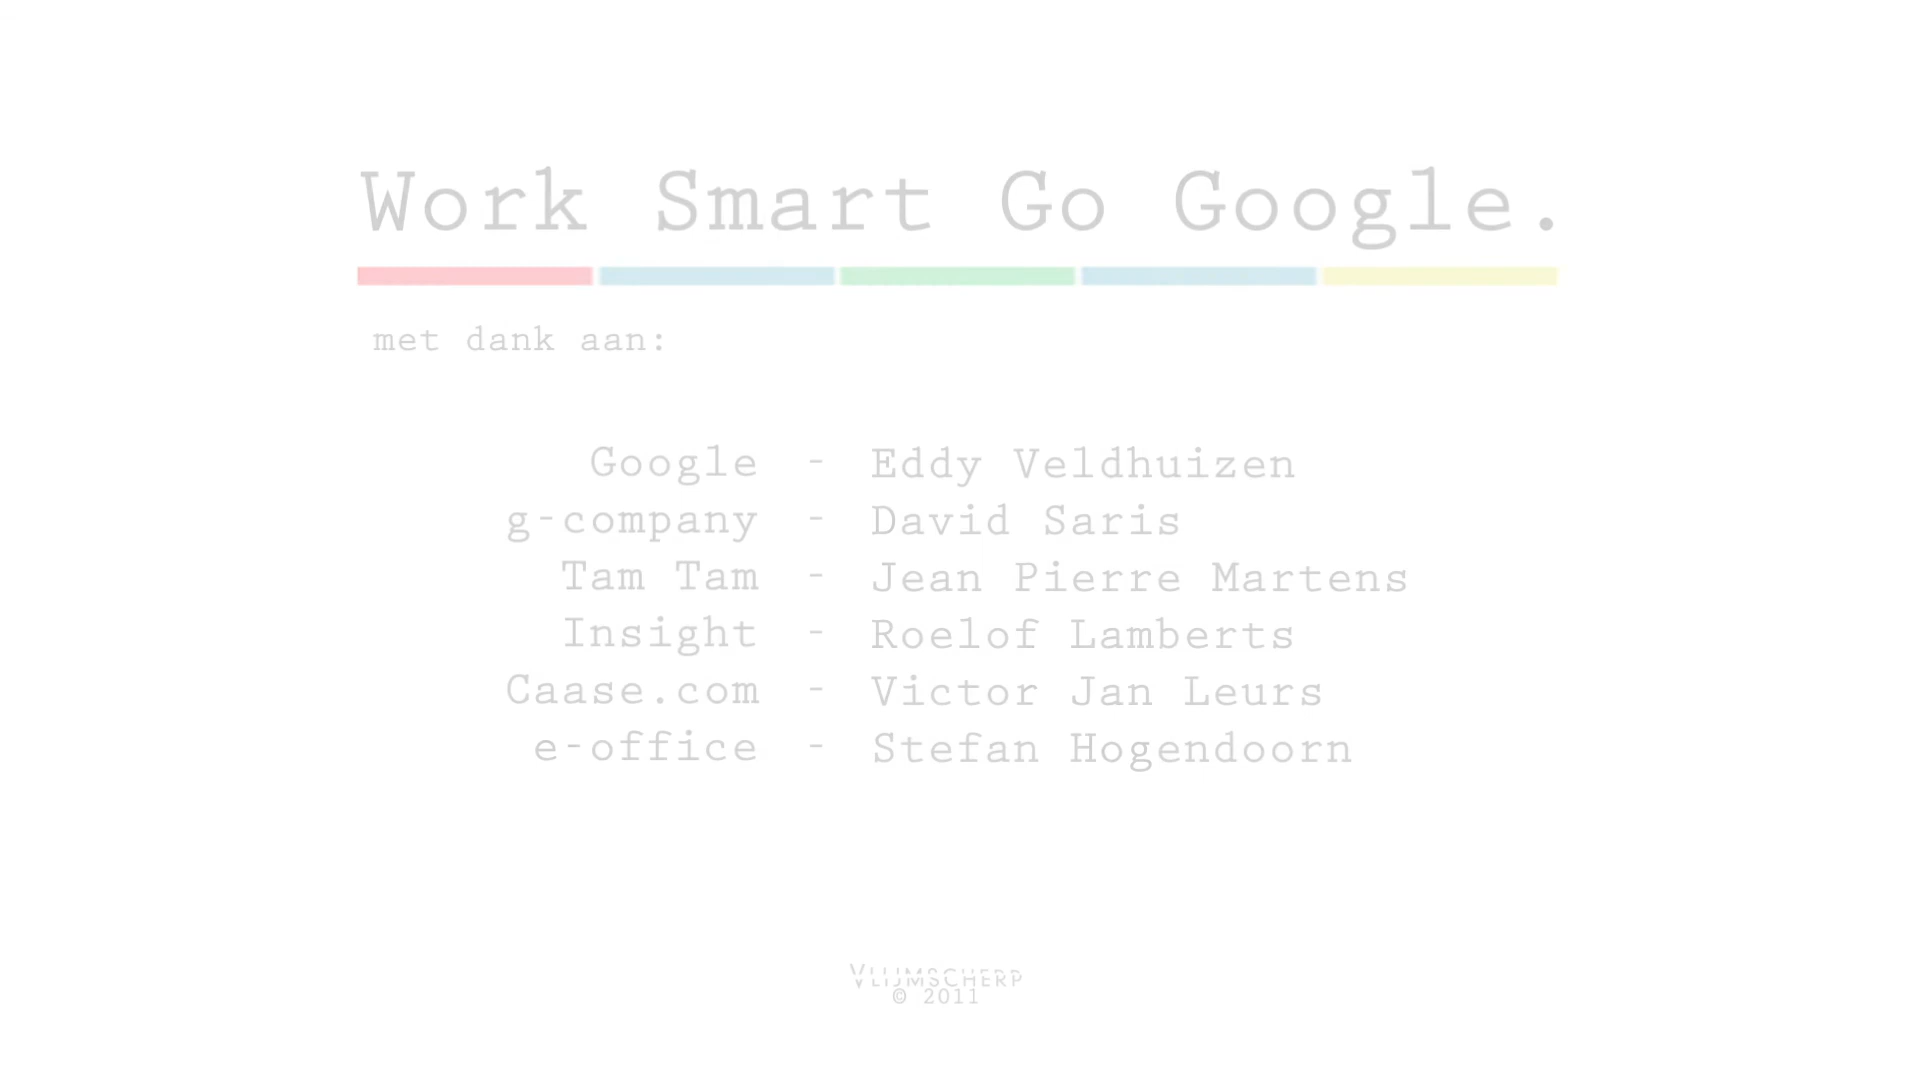 Work Smart Go Google.
met dank aan:
Google - Eddy Veldhuizen
g-company - David Saris
Tam Tam - Jean Pierre Martens
Insight - Roelof Lamberts
Caase.com - Victor Jan Leurs
e-office - Stefan Hogendoorn
VLIJMSCHERP
© 2011